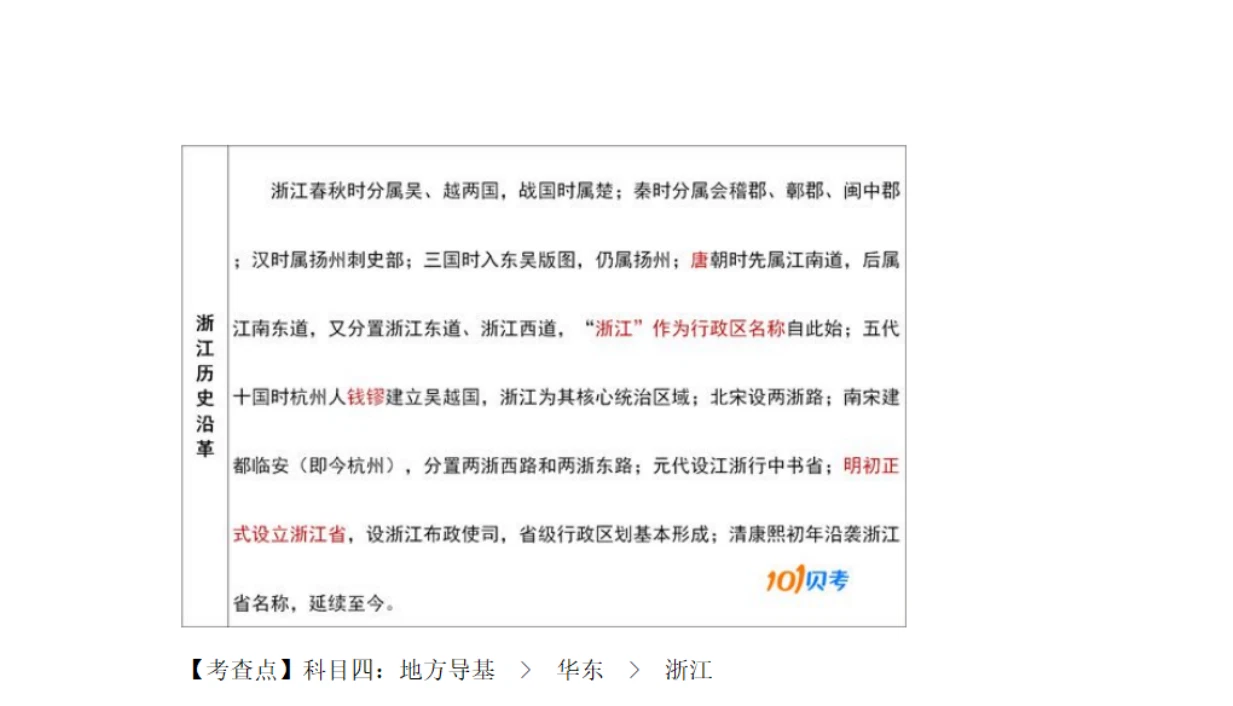 浙江历史沿革
浙江春秋时分属吴、越两国，战国时属楚；秦时分属会稽郡、鄣郡、闽中郡
；汉时属扬州刺史部；三国时入东吴版图，仍属扬州；唐朝时先属江南道，后属
江南东道，又分置浙江东道、浙江西道，“浙江”作为行政区名称自此始；五代
十国时杭州人钱镠建立吴越国，浙江为其核心统治区域；北宋设两浙路；南宋建
都临安（即今杭州），分置两浙西路和两浙东路；元代设江浙行中书省；明初正
式设立浙江省，设浙江布政使司，省级行政区划基本形成；清康熙初年沿袭浙江
省名称，延续至今。
101贝考
【考查点】科目四：地方导基 > 华东 > 浙江